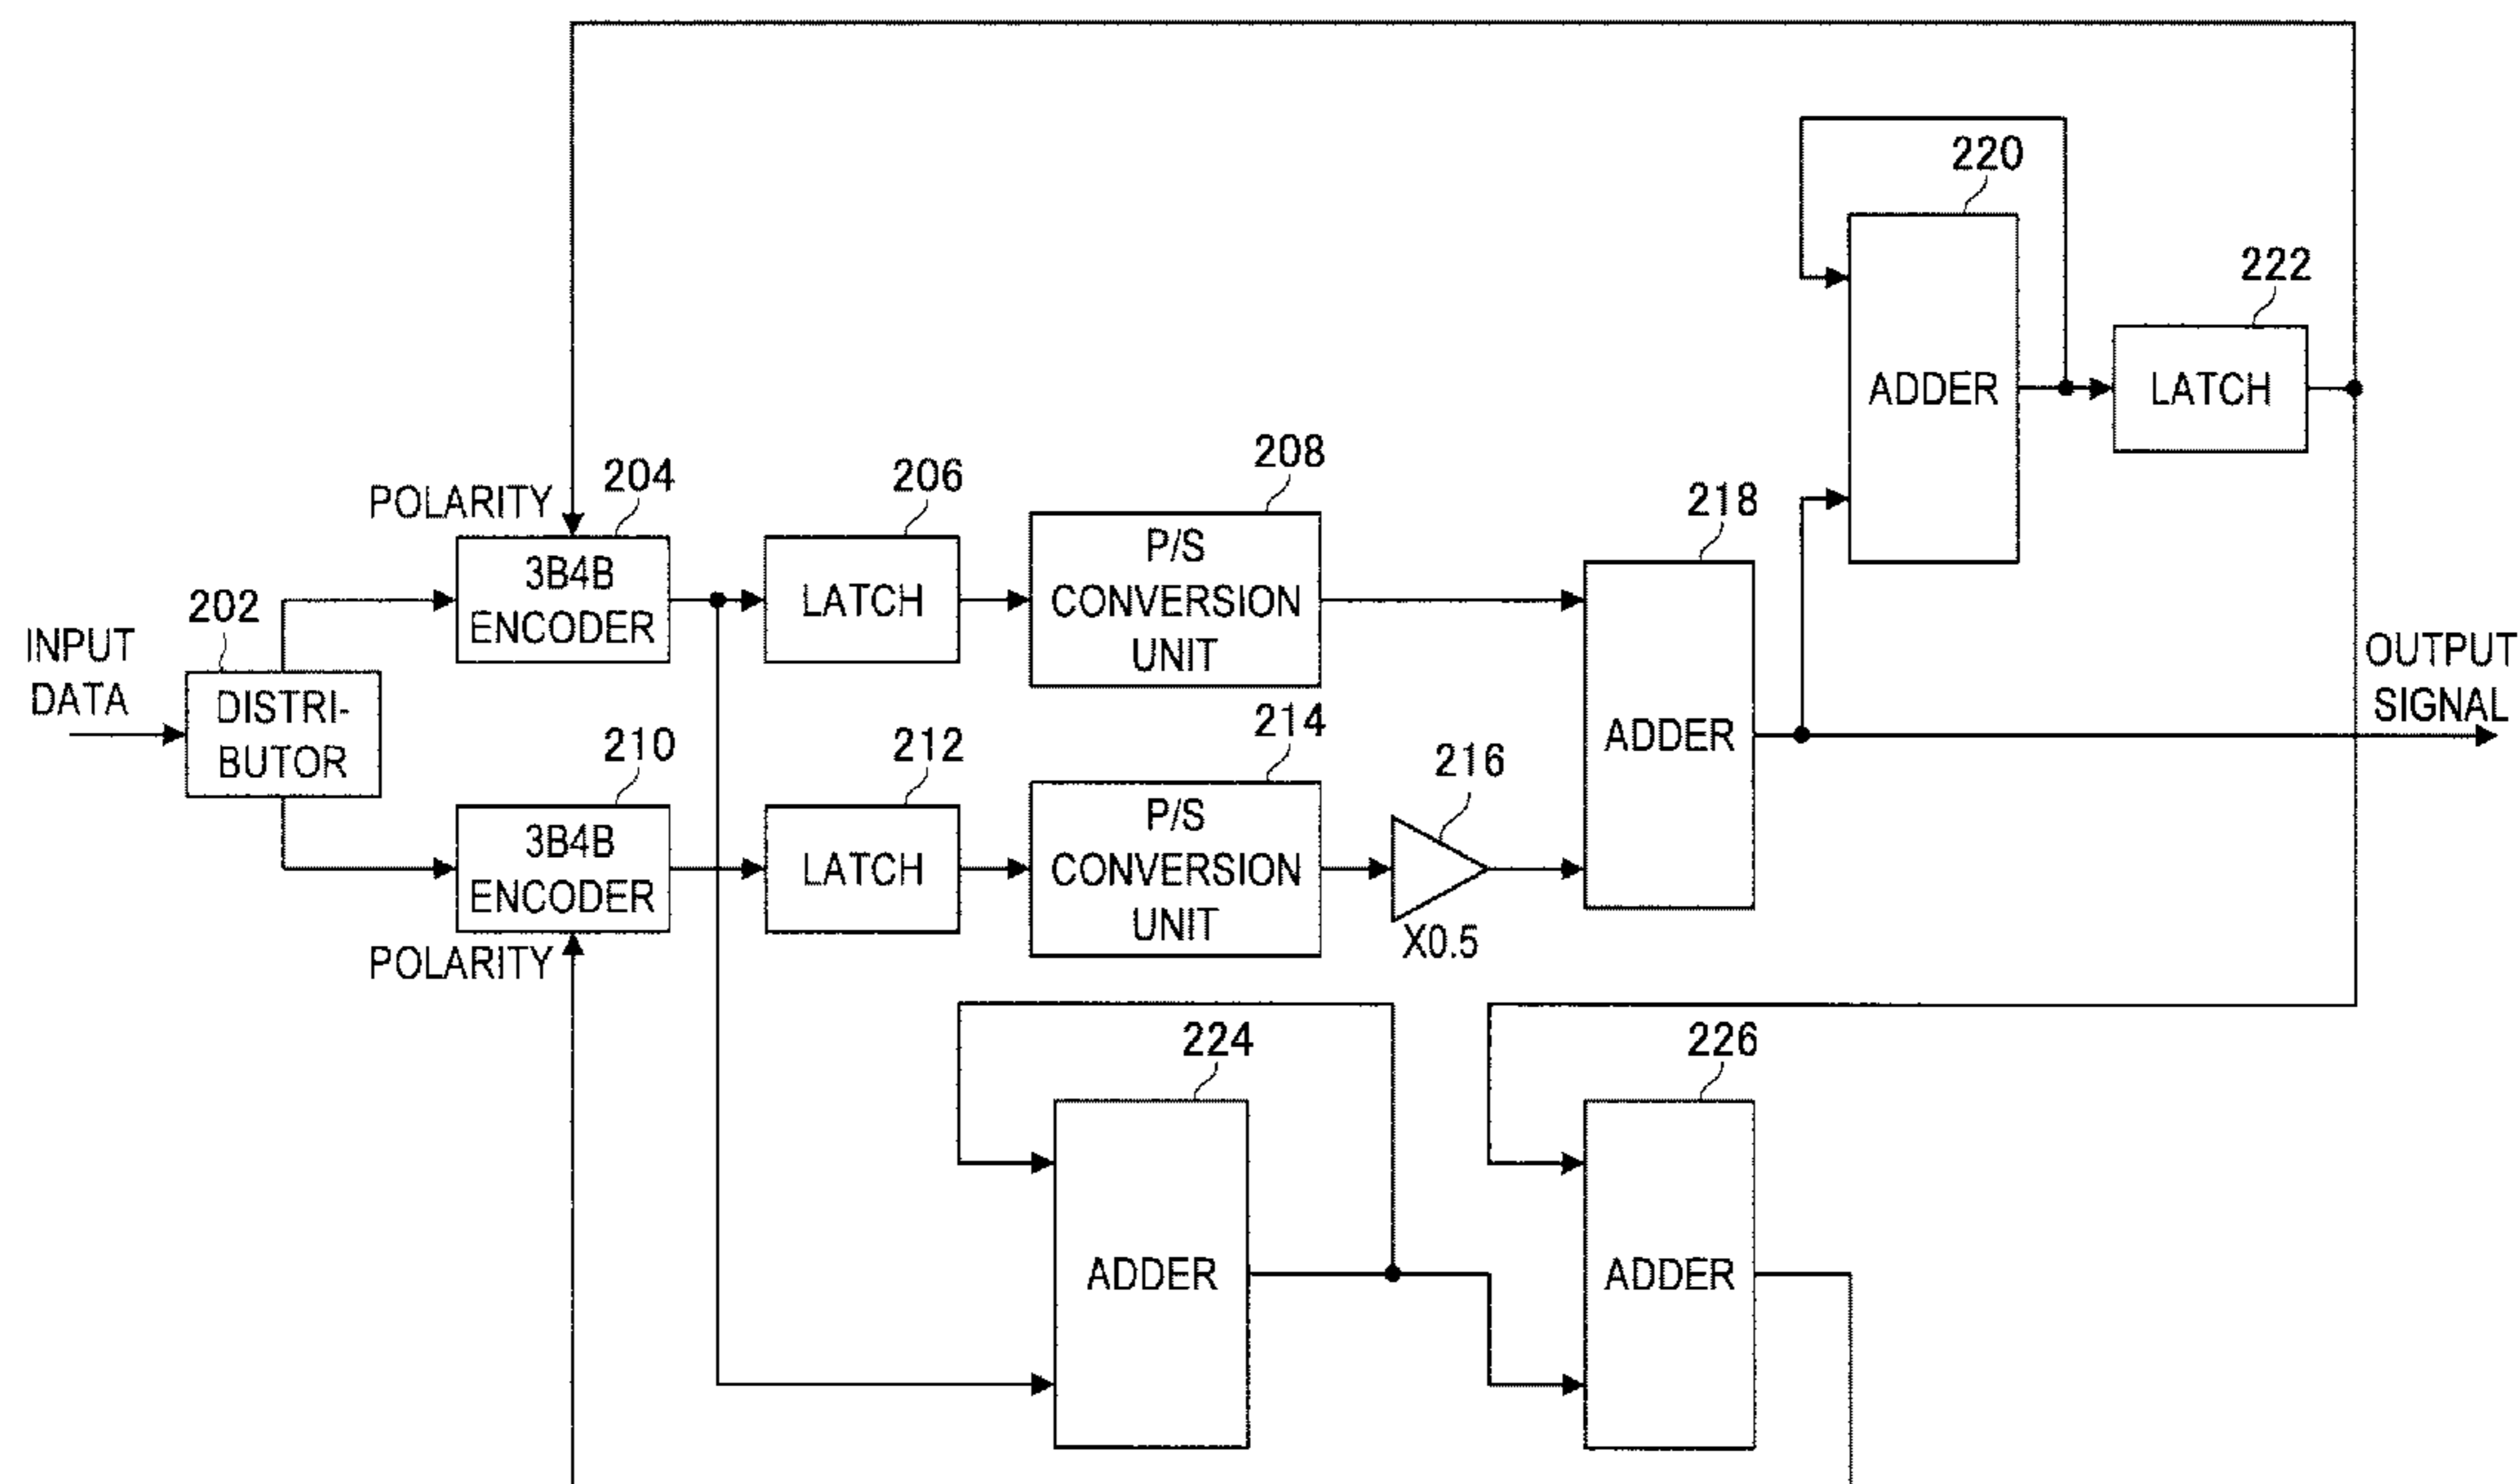 220
ADDER
222
LATCH
POLARITY
204
3B4B
ENCODER
206
LATCH
208
P/S
CONVERSION
UNIT
218
ADDER
INPUT
DATA
202
DISTRI-
BUTOR
OUTPUT
SIGNAL
210
3B4B
ENCODER
POLARITY
212
LATCH
214
P/S
CONVERSION
UNIT
216
X0.5
224
ADDER
226
ADDER